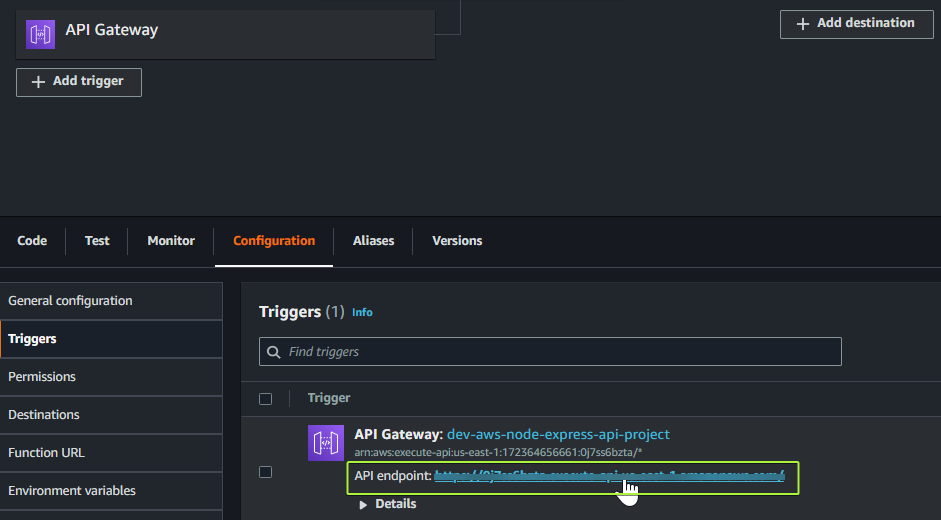 API Gateway
+ Add destination
+ Add trigger
Code
Test
Monitor
Configuration
Aliases
Versions
General configuration
Triggers
Permissions
Destinations
Function URL
Environment variables
Triggers (1) Info
Find triggers
Trigger
API Gateway: dev-aws-node-express-api-project
arn:aws:execute-api:us-east-1:172364656661:0j7ss6bzta/*
API endpoint:
Details